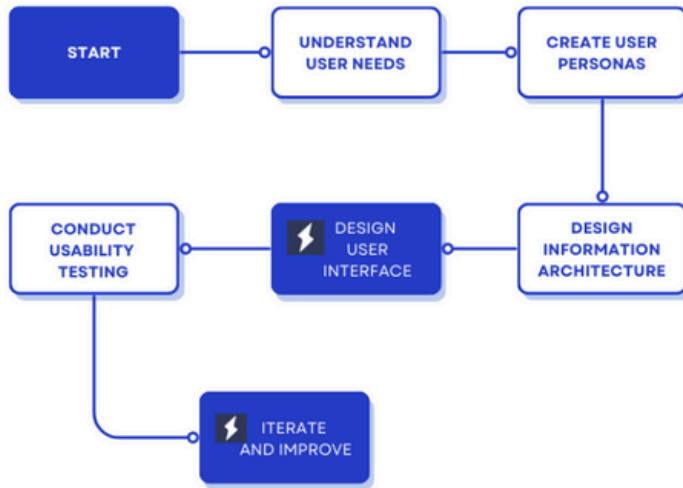 START
UNDERSTAND
USER NEEDS
CREATE USER
PERSONAS
DESIGN
INFORMATION
ARCHITECTURE
DESIGN
USER
INTERFACE
CONDUCT
USABILITY
TESTING
ITERATE
AND IMPROVE